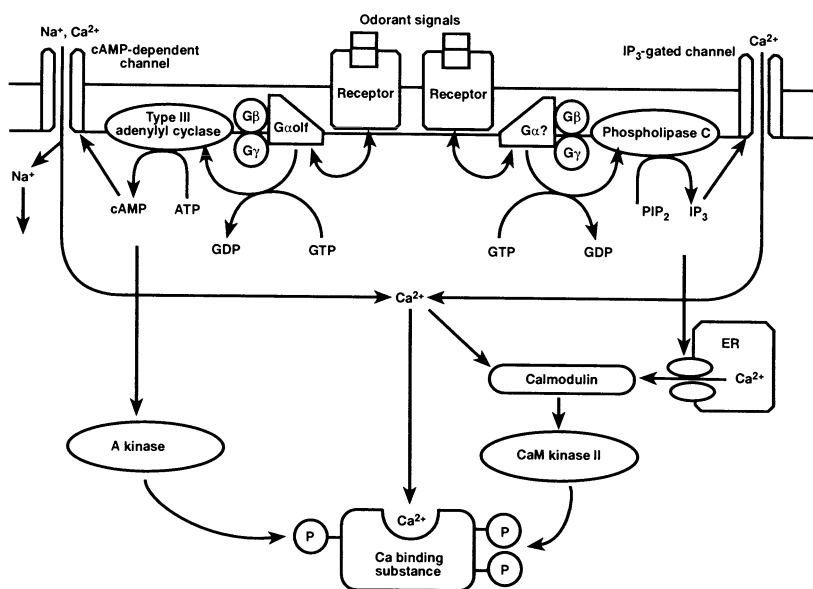 Odorant signals
Na⁺, Ca²⁺
cAMP-dependent
channel
IP₃-gated channel
Ca²⁺
Receptor
Receptor
Type III
adenylyl cyclase
Gβ
Gγ
Gαolf
Gα?
Gβ
Gγ
Phospholipase C
Na⁺
cAMP
ATP
GDP
GTP
GTP
GDP
PIP₂
IP₃
Ca²⁺
ER
Ca²⁺
Calmodulin
A kinase
CaM kinase II
P
Ca²⁺
Ca binding
substance
P
P